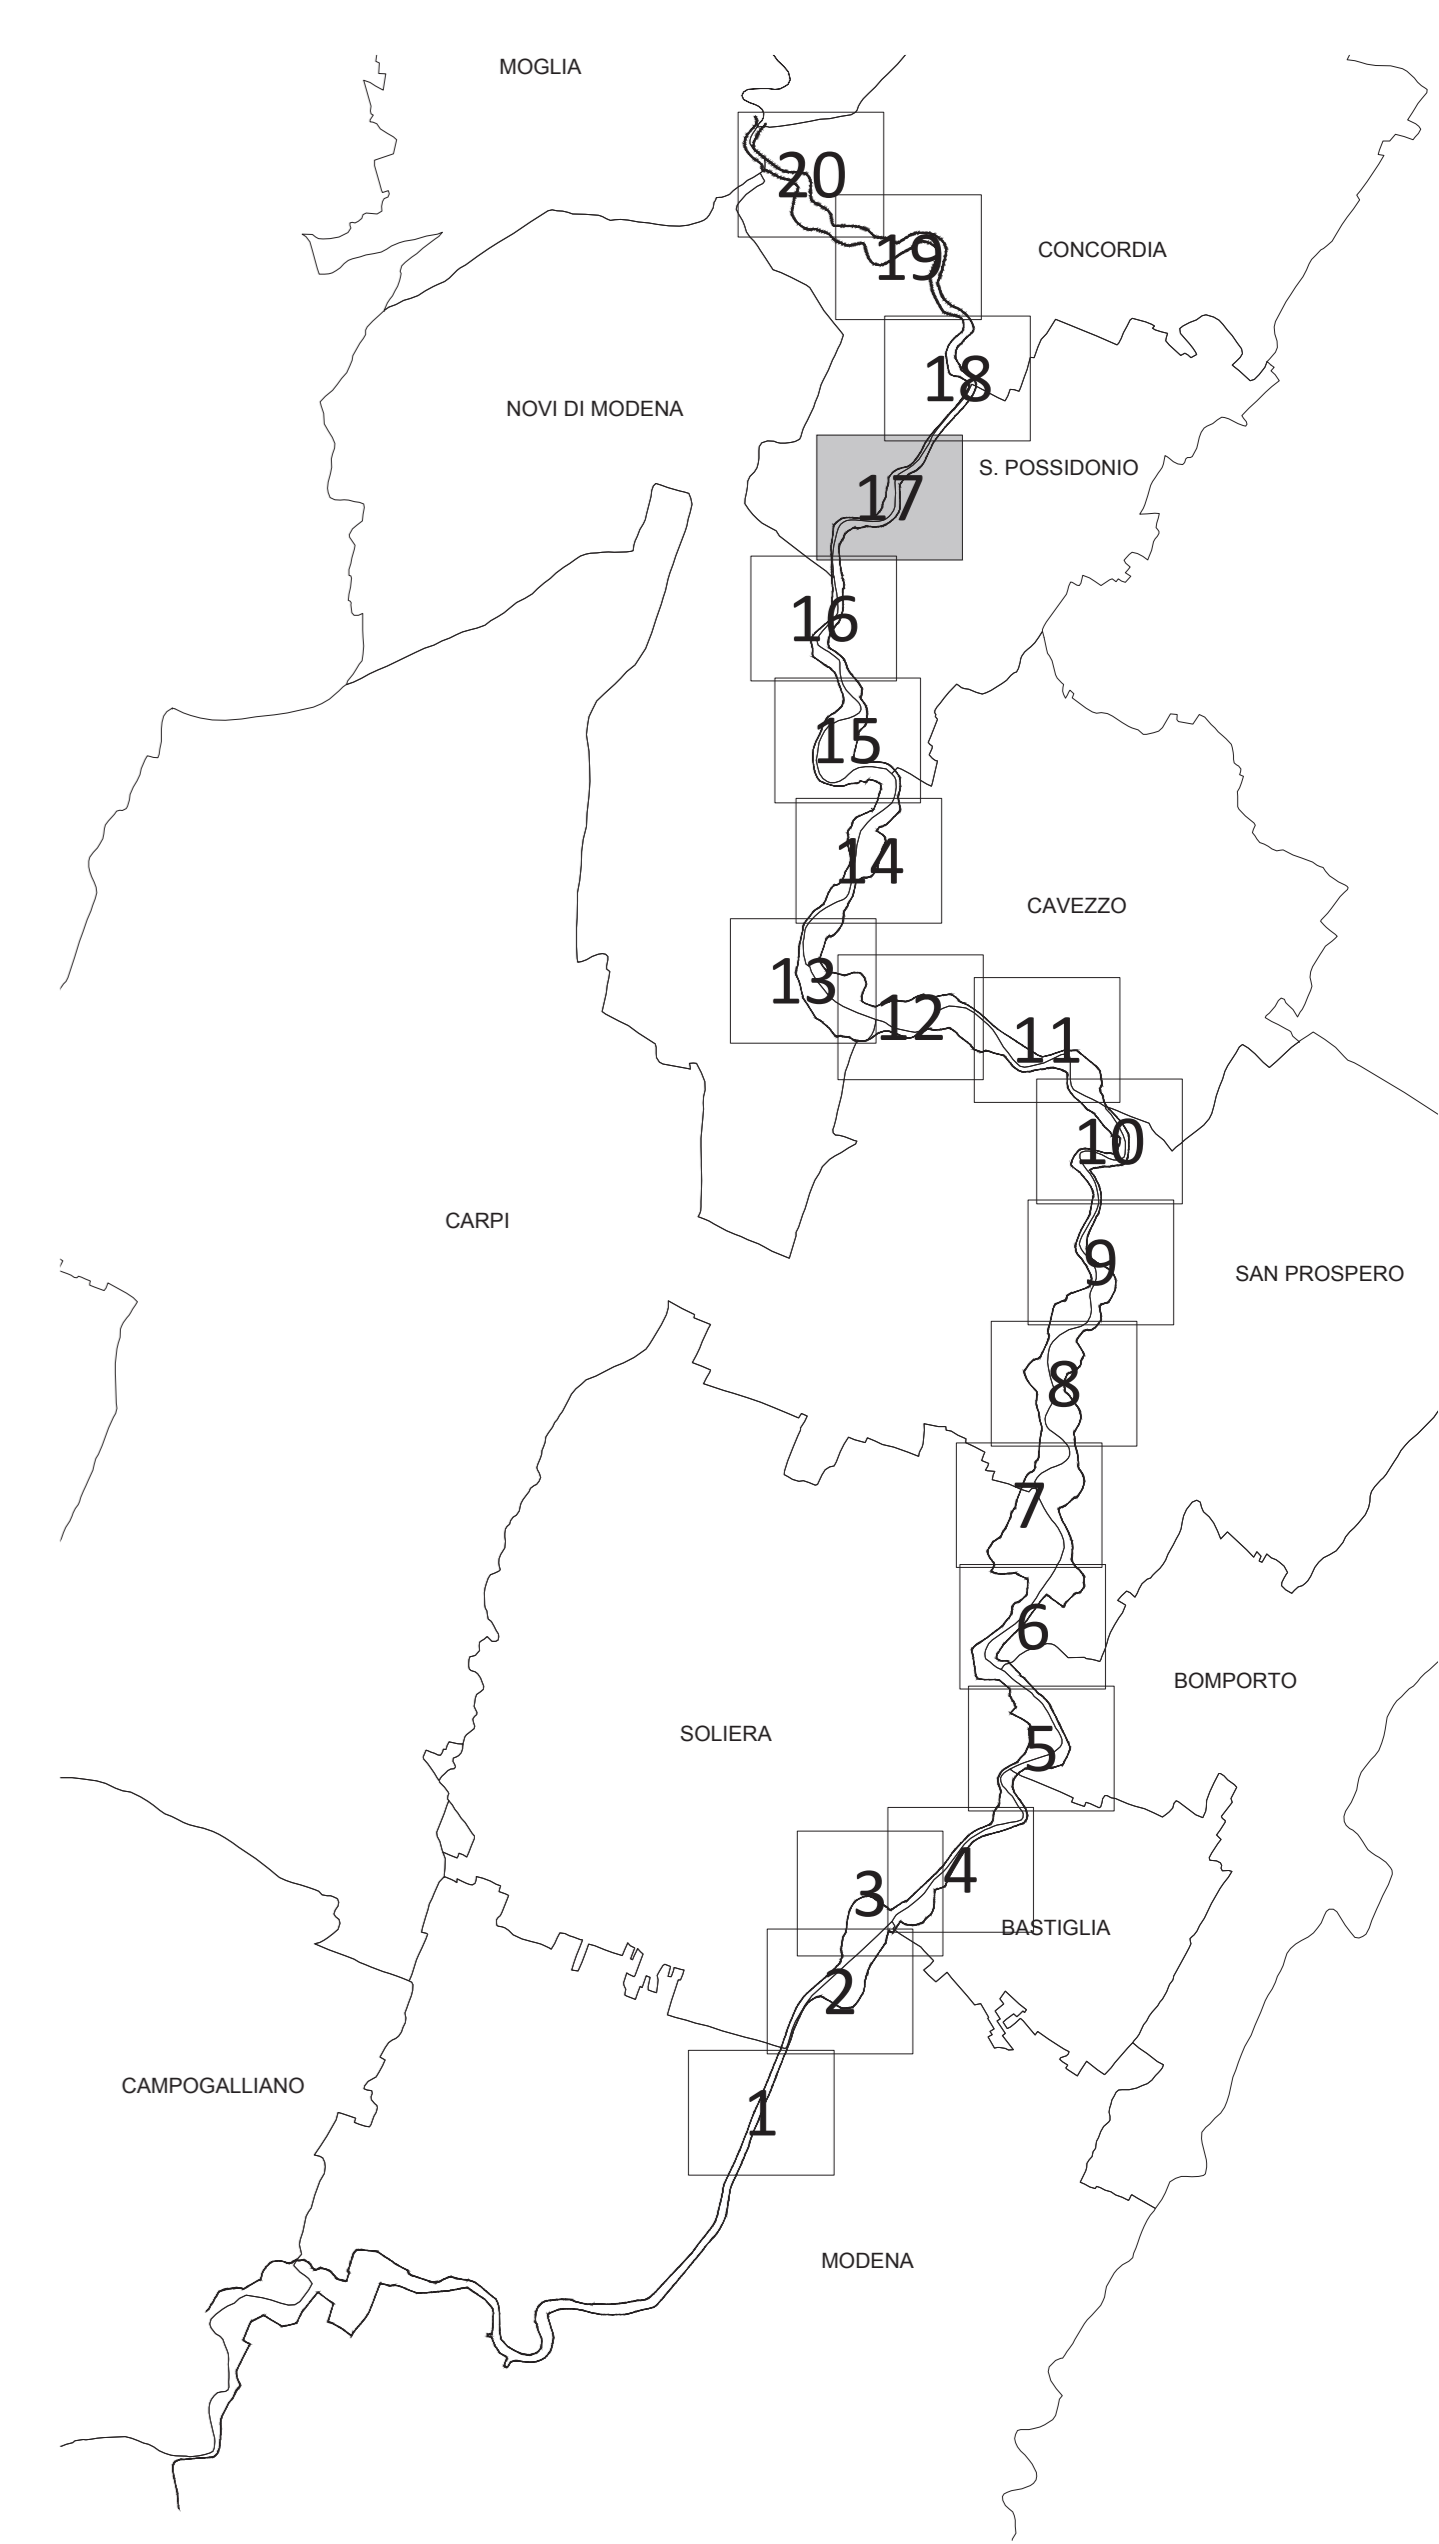 MOGLIA
20
CONCORDIA
19
18
NOVI DI MODENA
S. POSSIDONIO
17
16
15
14
CAVEZZO
13
12
11
10
CARPI
9
SAN PROSPERO
8
7
6
BOMPORTO
SOLIERA
5
4
3
BASTIGLIA
2
CAMPOGALLIANO
1
MODENA